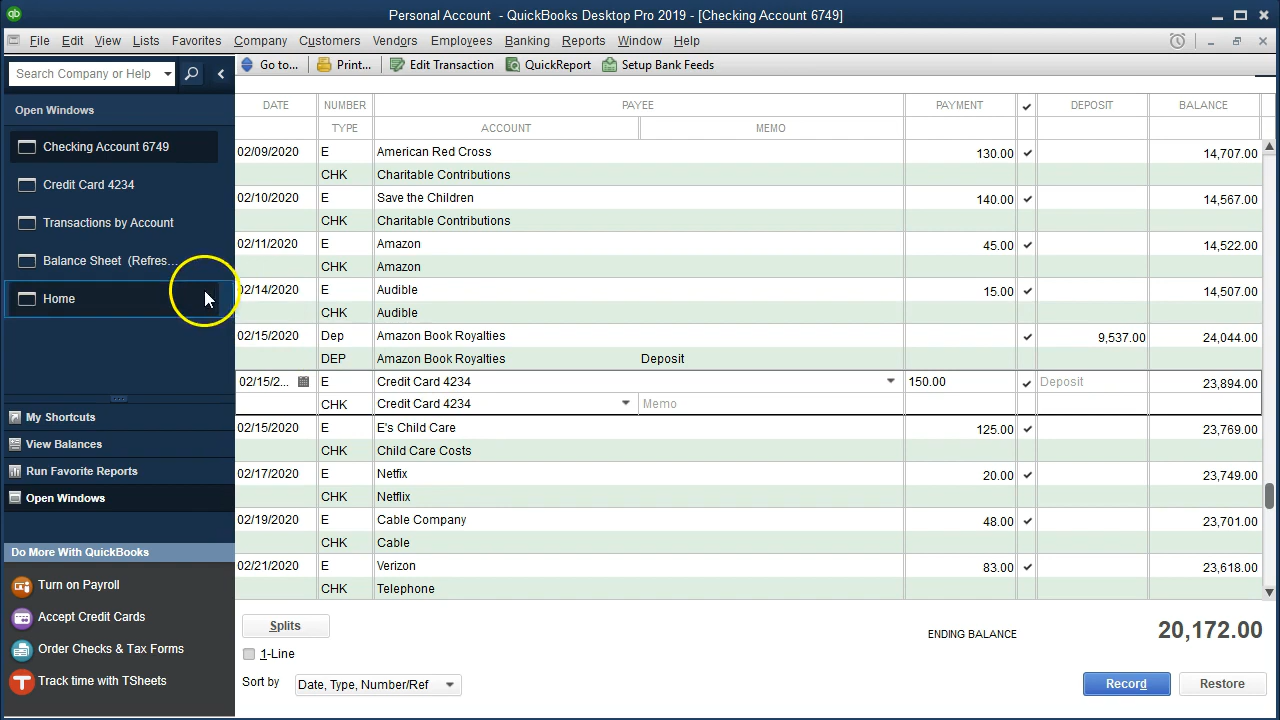 Personal Account - QuickBooks Desktop Pro 2019 - [Checking Account 6749]
File Edit View Lists Favorites Company Customers Vendors Employees Banking Reports Window Help
Search Company or Help
Go to... Print... Edit Transaction QuickReport Setup Bank Feeds
Open Windows
Checking Account 6749
Credit Card 4234
Transactions by Account
Balance Sheet (Refres...
Home
My Shortcuts
View Balances
Run Favorite Reports
Open Windows
Do More With QuickBooks
Turn on Payroll
Accept Credit Cards
Order Checks & Tax Forms
Track time with TSheets
DATE NUMBER PAYEE PAYMENT ✓ DEPOSIT BALANCE
TYPE ACCOUNT MEMO
02/09/2020 E American Red Cross 130.00 ✓ 14,707.00
CHK Charitable Contributions
02/10/2020 E Save the Children 140.00 ✓ 14,567.00
CHK Charitable Contributions
02/11/2020 E Amazon 45.00 ✓ 14,522.00
CHK Amazon
02/14/2020 E Audible 15.00 ✓ 14,507.00
CHK Audible
02/15/2020 Dep Amazon Book Royalties ✓ 9,537.00 24,044.00
DEP Amazon Book Royalties Deposit
02/15/2... E Credit Card 4234 150.00 ✓ Deposit 23,894.00
CHK Credit Card 4234 Memo
02/15/2020 E E's Child Care 125.00 ✓ 23,769.00
CHK Child Care Costs
02/17/2020 E Netfix 20.00 ✓ 23,749.00
CHK Netflix
02/19/2020 E Cable Company 48.00 ✓ 23,701.00
CHK Cable
02/21/2020 E Verizon 83.00 ✓ 23,618.00
CHK Telephone
Splits
ENDING BALANCE 20,172.00
1-Line
Sort by Date, Type, Number/Ref
Record Restore